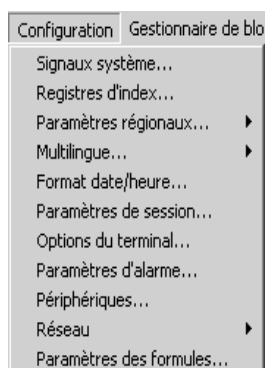 Configuration Gestionnaire de blo
Signaux système...
Registres d'index...
Paramètres régionaux...
Multilingue...
Format date/heure...
Paramètres de session...
Options du terminal...
Paramètres d'alarme...
Périphériques...
Réseau
Paramètres des formules...